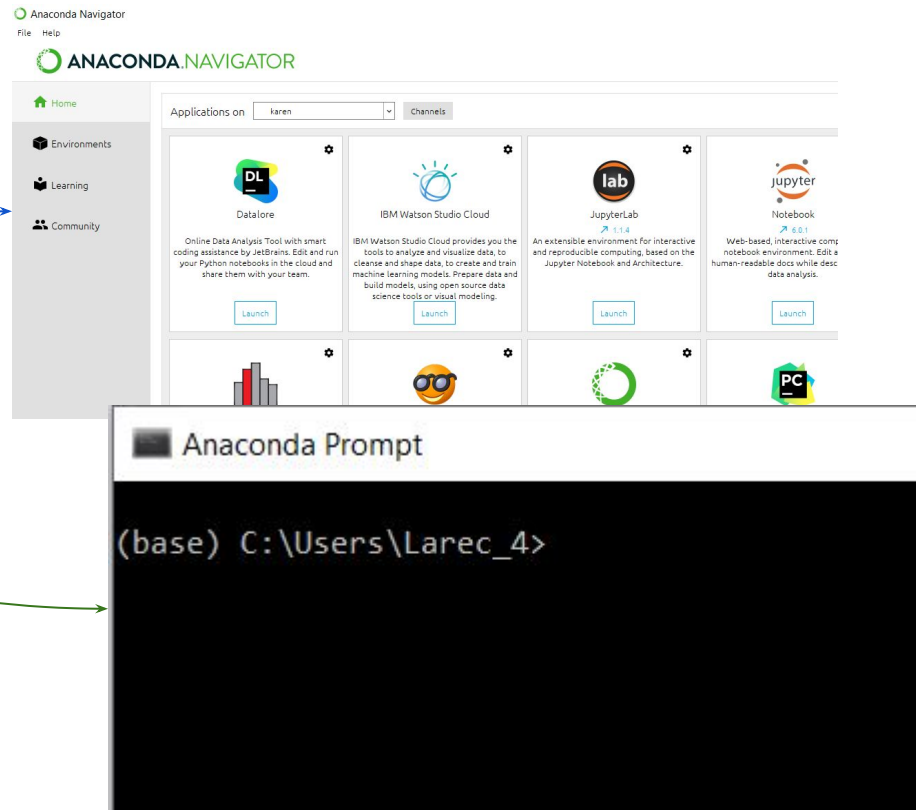 Anaconda Navigator
File Help
ANACONDA.NAVIGATOR
Home
Environments
Learning
Community
Applications on karen Channels
DL
Datalore
Online Data Analysis Tool with smart
coding assistance by JetBrains. Edit and run
your Python notebooks in the cloud and
share them with your team.
Launch
IBM Watson Studio Cloud
IBM Watson Studio Cloud provides you the
tools to analyze and visualize data, to
cleanse and shape data, to create and train
machine learning models. Prepare data and
build models, using open source data
science tools or visual modeling.
Launch
lab
JupyterLab
1.1.4
An extensible environment for interactive
and reproducible computing, based on the
Jupyter Notebook and Architecture.
Launch
jupyter
Notebook
6.0.1
Web-based, interactive comp
notebook environment. Edit a
human-readable docs while desc
data analysis.
Launch
PC
Anaconda Prompt
(base) C:\Users\Larec_4>